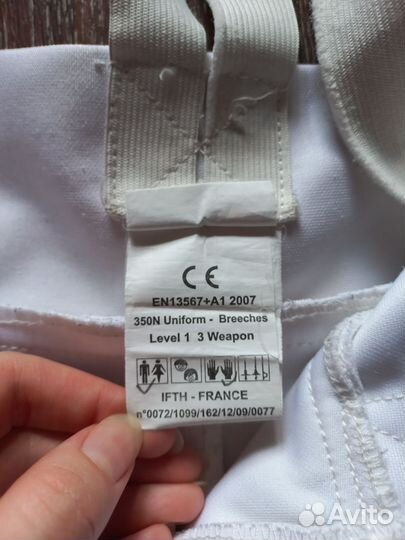 CE
EN13567+A1 2007
350N Uniform - Breeches
Level 1 3 Weapon
IFTH - FRANCE
n°0072/1099/162/12/09/0077
Avito